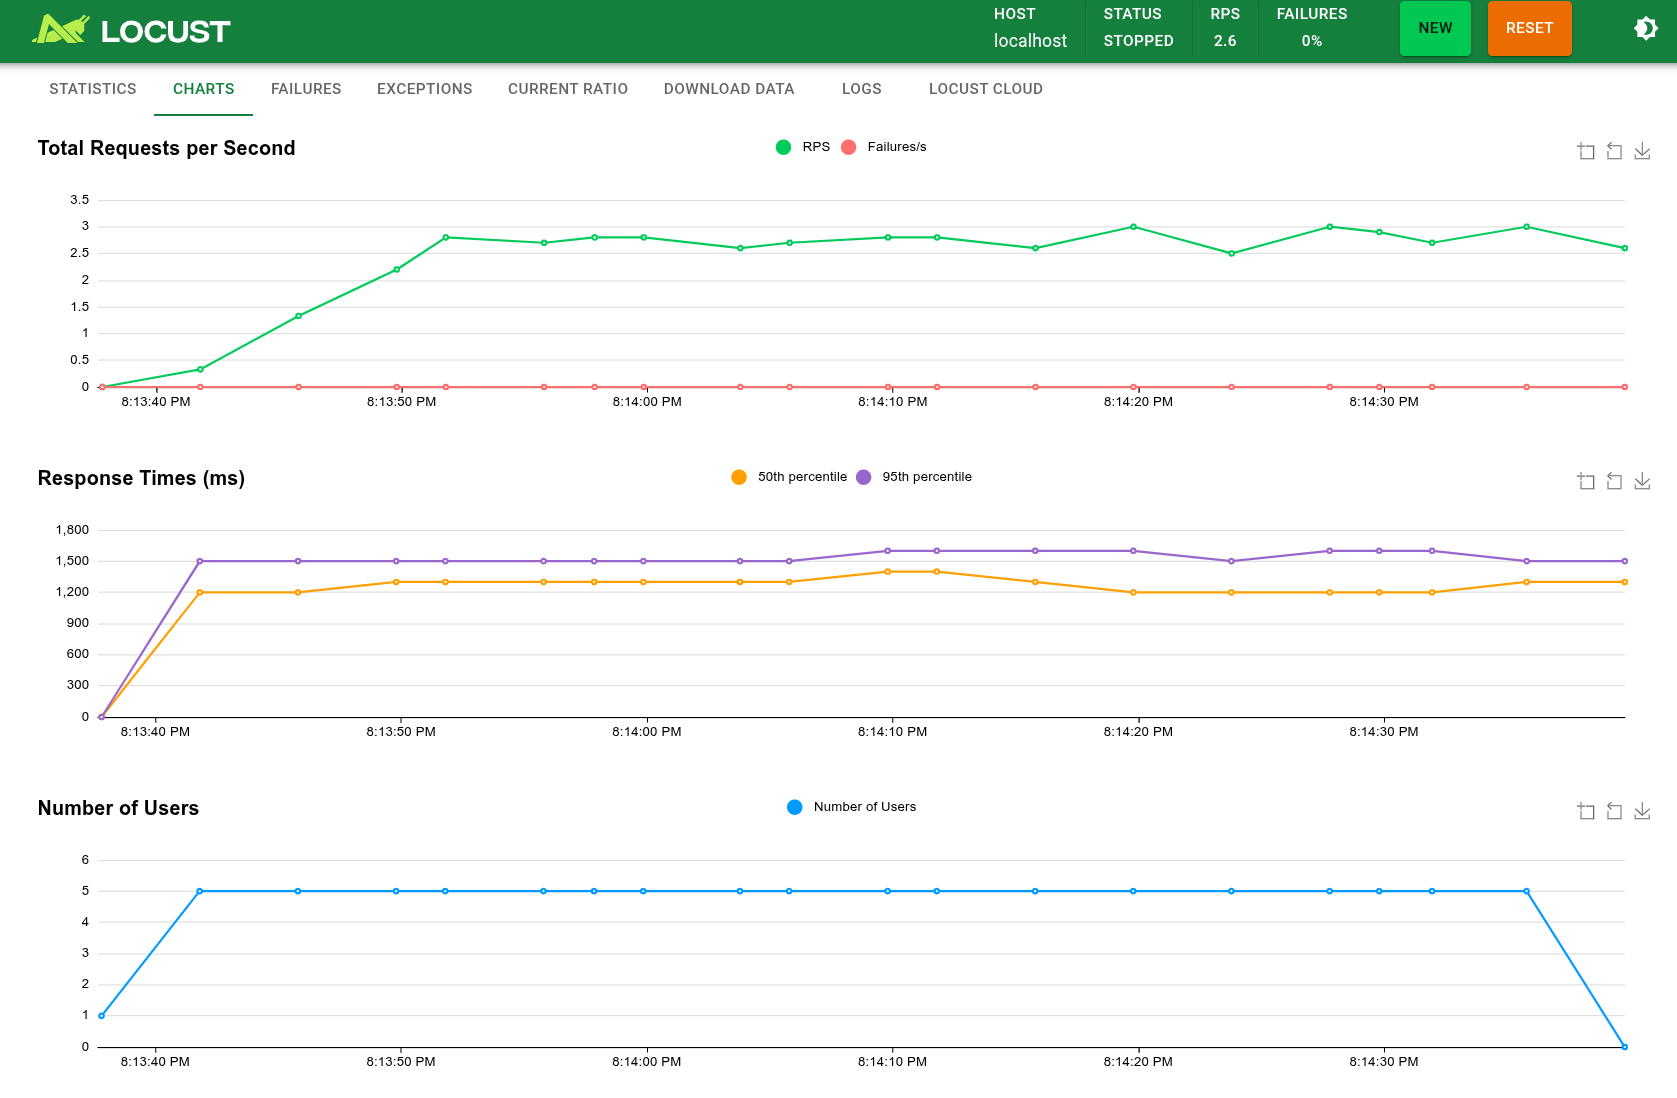 LOCUST
HOST
localhost
STATUS
STOPPED
RPS
2.6
FAILURES
0%
NEW
RESET
STATISTICS CHARTS FAILURES EXCEPTIONS CURRENT RATIO DOWNLOAD DATA LOGS LOCUST CLOUD
Total Requests per Second
RPS Failures/s
3.5
3
2.5
2
1.5
1
0.5
0
8:13:40 PM 8:13:50 PM 8:14:00 PM 8:14:10 PM 8:14:20 PM 8:14:30 PM
Response Times (ms)
50th percentile 95th percentile
1,800
1,500
1,200
900
600
300
0
8:13:40 PM 8:13:50 PM 8:14:00 PM 8:14:10 PM 8:14:20 PM 8:14:30 PM
Number of Users
Number of Users
6
5
4
3
2
1
0
8:13:40 PM 8:13:50 PM 8:14:00 PM 8:14:10 PM 8:14:20 PM 8:14:30 PM